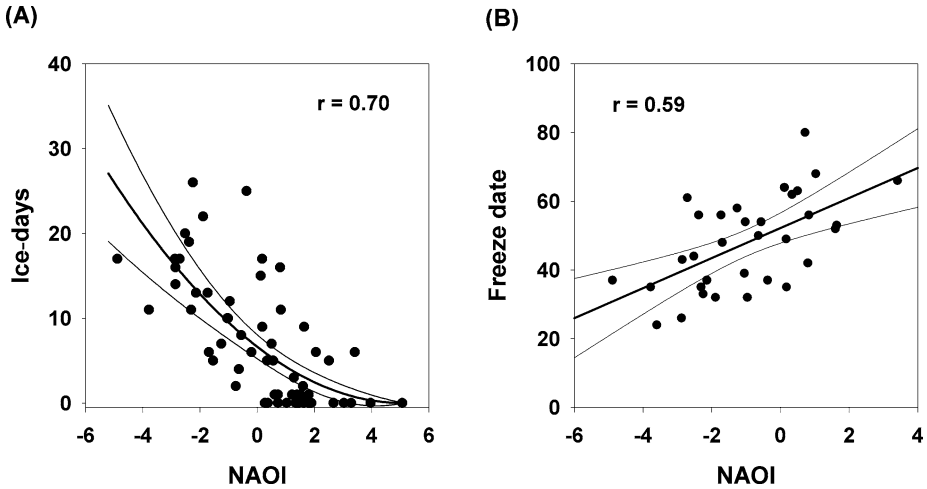 (A)
(B)
r = 0.70
r = 0.59
Ice-days
40
30
20
10
0
-6 -4 -2 0 2 4 6
NAOI
Freeze date
100
80
60
40
20
0
-6 -4 -2 0 2 4
NAOI